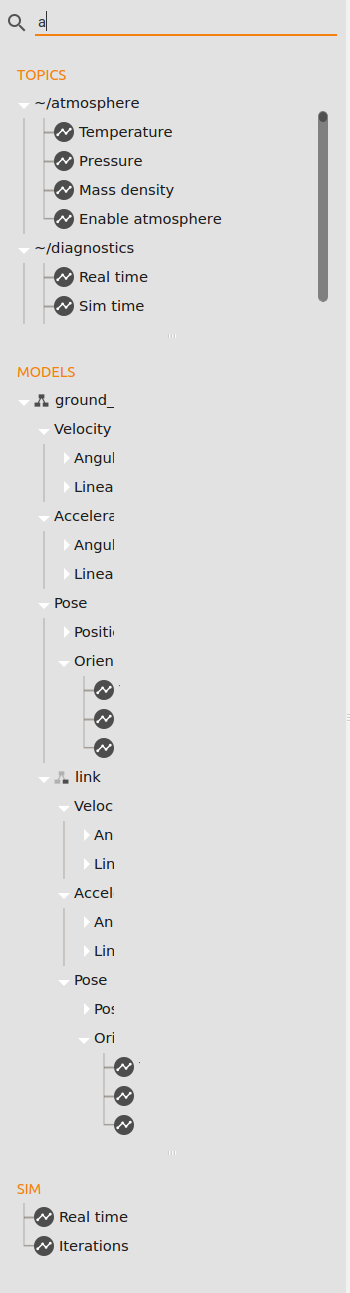 a
TOPICS
~/atmosphere
Temperature
Pressure
Mass density
Enable atmosphere
~/diagnostics
Real time
Sim time
MODELS
ground_
Velocity
Angul
Linea
Accelera
Angul
Linea
Pose
Positi
Orien
link
Veloc
An
Lin
Accel
An
Lin
Pose
Pos
Ori
SIM
Real time
Iterations